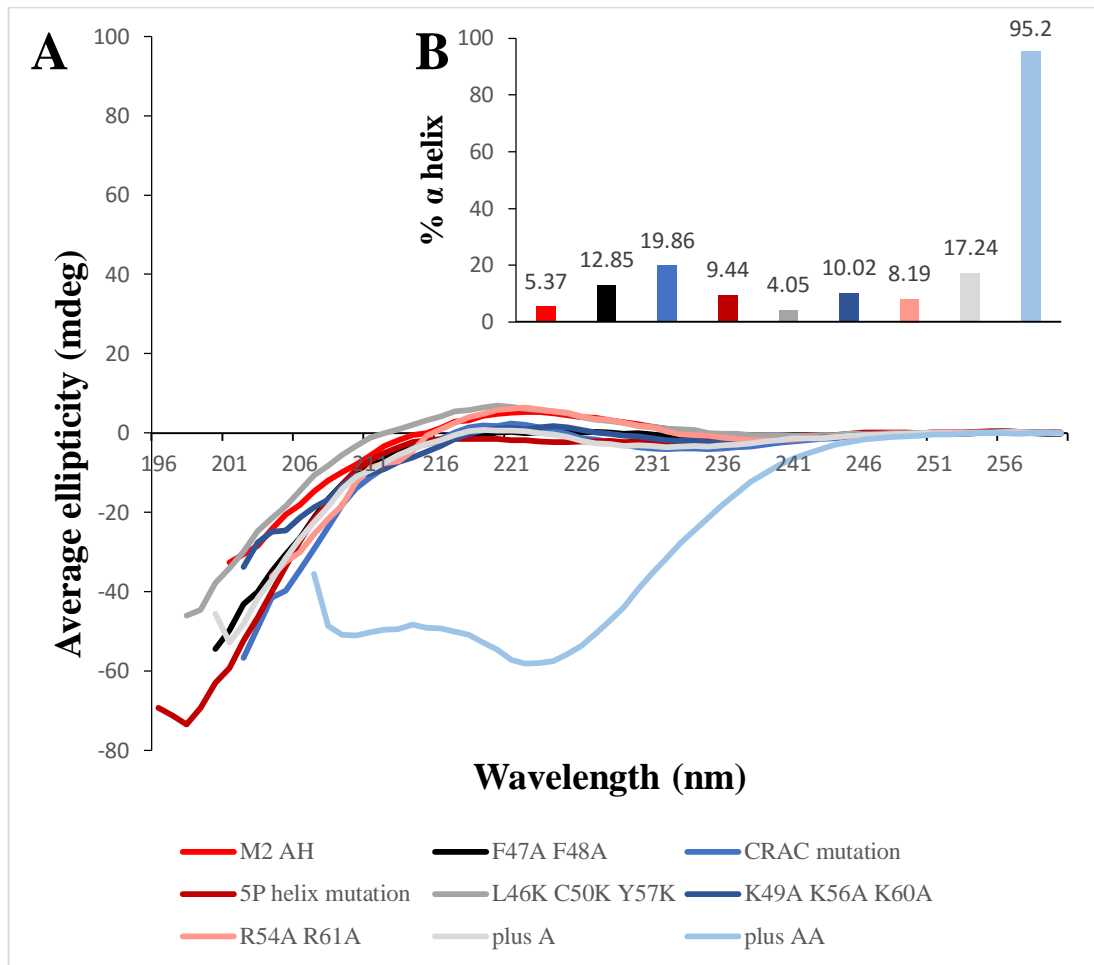 A
B
Average ellipticity (mdeg)
100
80
60
40
20
0
-20
-40
-60
-80
196 201 206 211 216 221 226 231 236 241 246 251 256
Wavelength (nm)
% α helix
100
80
60
40
20
0
5.37 12.85 19.86 9.44 4.05 10.02 8.19 17.24 95.2
M2 AH F47A F48A CRAC mutation
5P helix mutation L46K C50K Y57K K49A K56A K60A
R54A R61A plus A plus AA